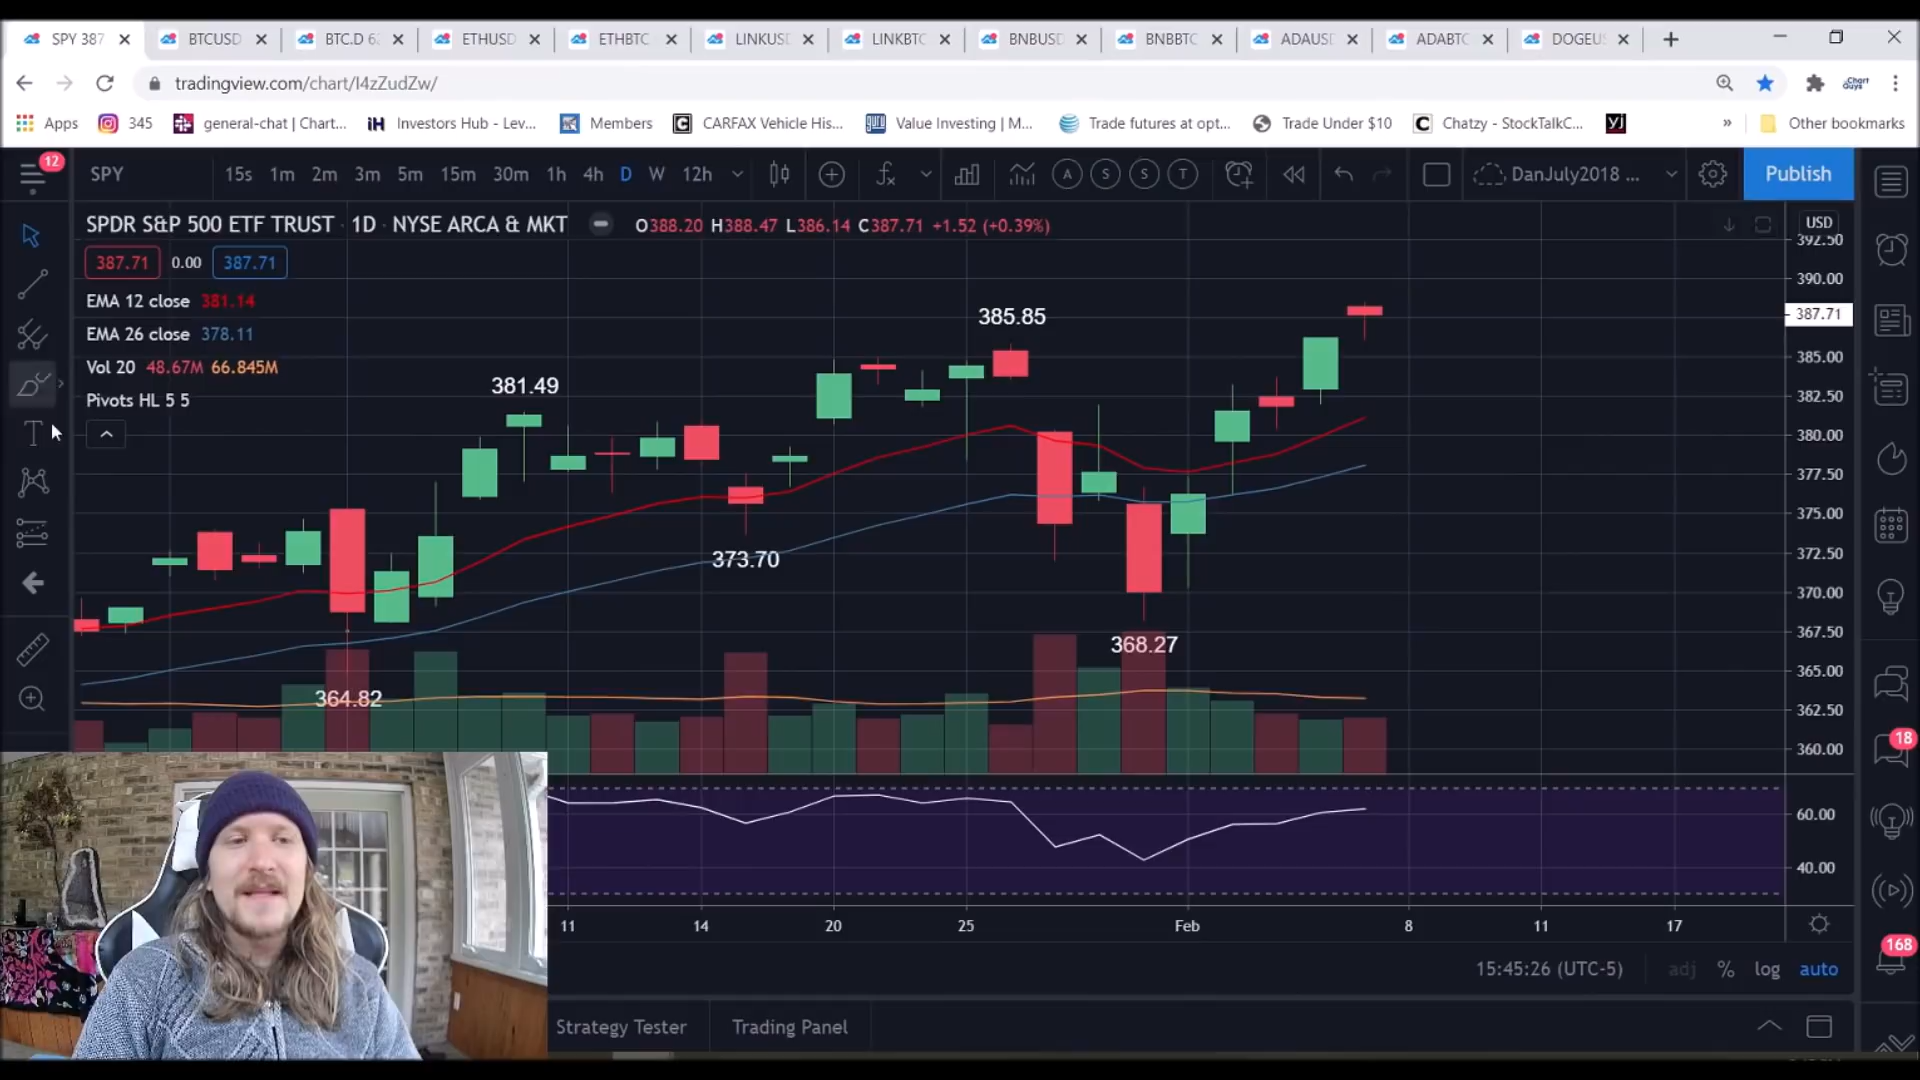 SPY 387
BTCUSD
BTC.D 62
ETHUSD
ETHBTC
LINKUSD
LINKBTC
BNBUSD
BNBBTC
ADAUSD
ADABTC
DOGEUS
tradingview.com/chart/I4zZudZw/
Chart Guys
Apps
345
general-chat | Chart...
iH Investors Hub - Lev...
Members
CARFAX Vehicle His...
guru Value Investing | M...
Trade futures at opt...
Trade Under $10
C Chatzy - StockTalkC...
yj
»
Other bookmarks
12
SPY
15s 1m 2m 3m 5m 15m 30m 1h 4h D W 12h
A S S T
DanJuly2018 ...
Publish
SPDR S&P 500 ETF TRUST · 1D · NYSE ARCA & MKT
O388.20 H388.47 L386.14 C387.71 +1.52 (+0.39%)
USD
387.71 0.00 387.71
EMA 12 close 381.14
EMA 26 close 378.11
Vol 20 48.67M 66.845M
Pivots HL 5 5
392.50
390.00
387.71
385.00
382.50
380.00
377.50
375.00
372.50
370.00
367.50
365.00
362.50
360.00
385.85
381.49
373.70
368.27
364.82
60.00
40.00
18
168
11 14 20 25 Feb 8 11 17
15:45:26 (UTC-5) adj % log auto
Strategy Tester Trading Panel